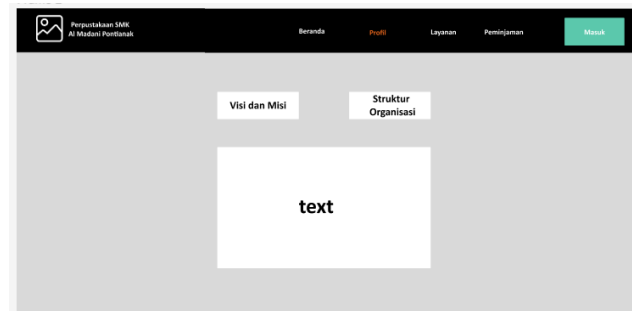 Perpustakaan SMK
Al Madani Pontianak
Beranda
Profil
Layanan
Peminjaman
Masuk
Visi dan Misi
Struktur
Organisasi
text